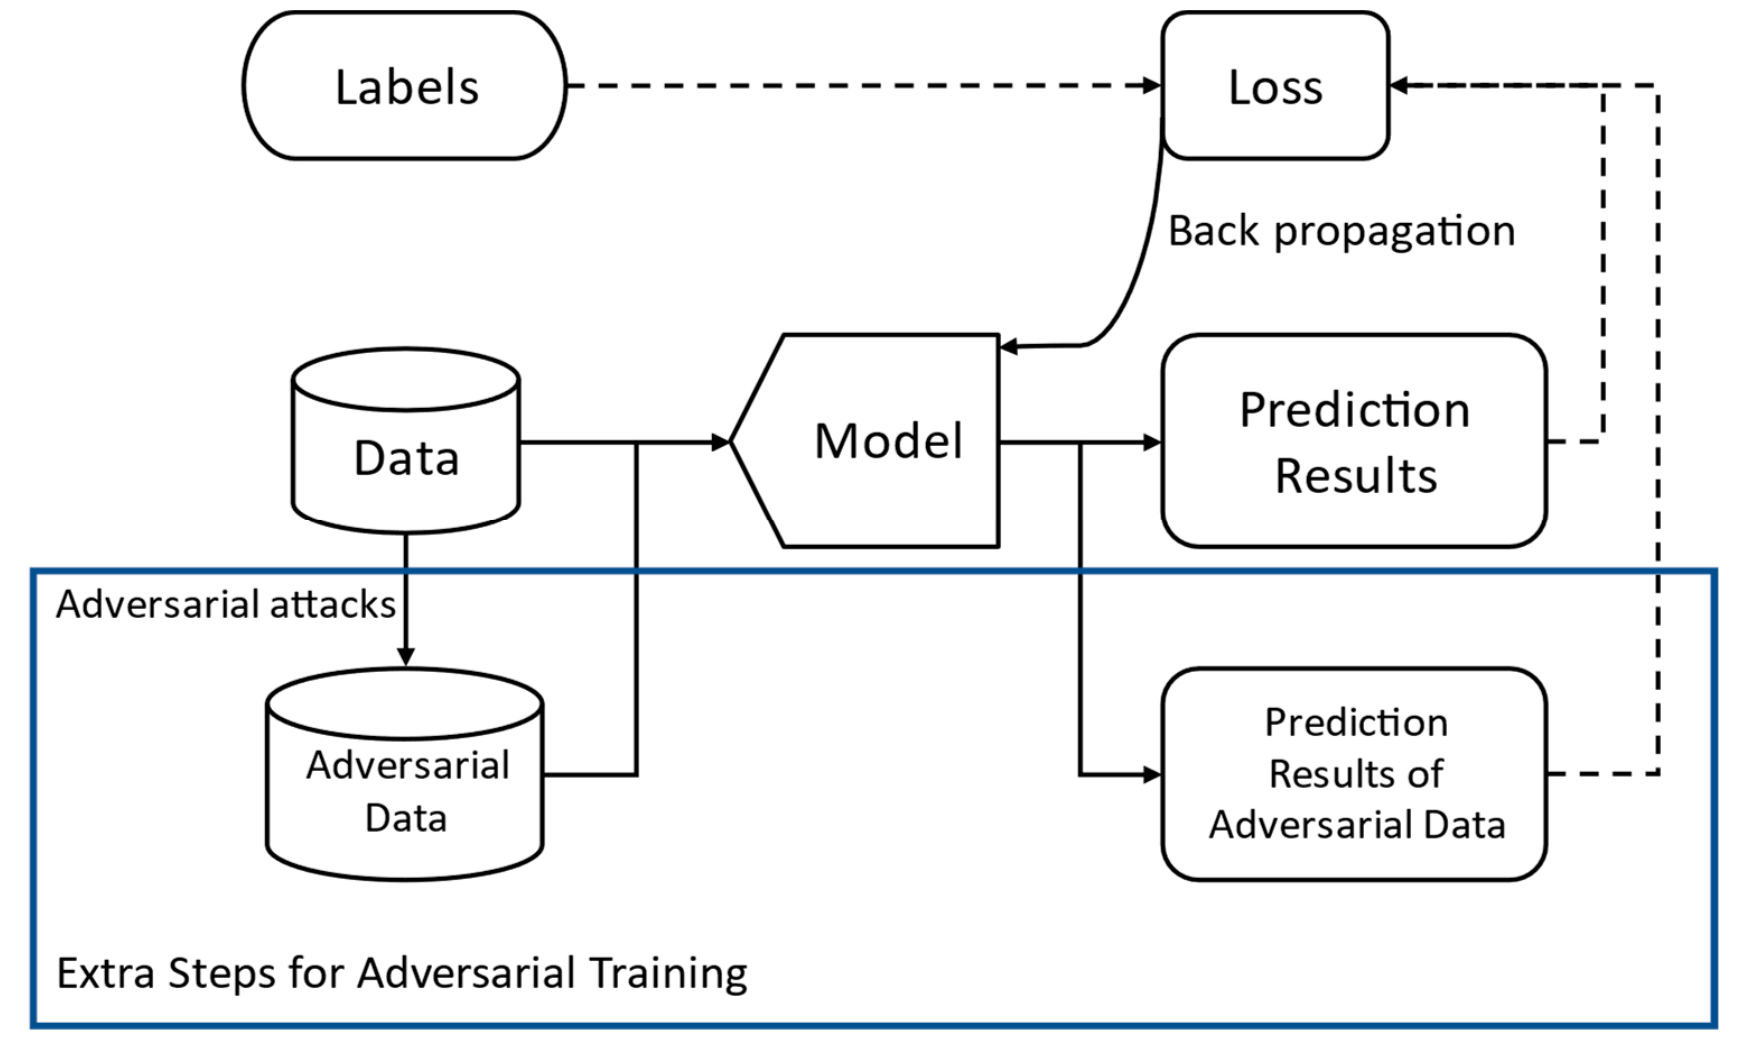 Labels
Loss
Back propagation
Data
Model
Prediction
Results
Adversarial attacks
Adversarial
Data
Prediction
Results of
Adversarial Data
Extra Steps for Adversarial Training